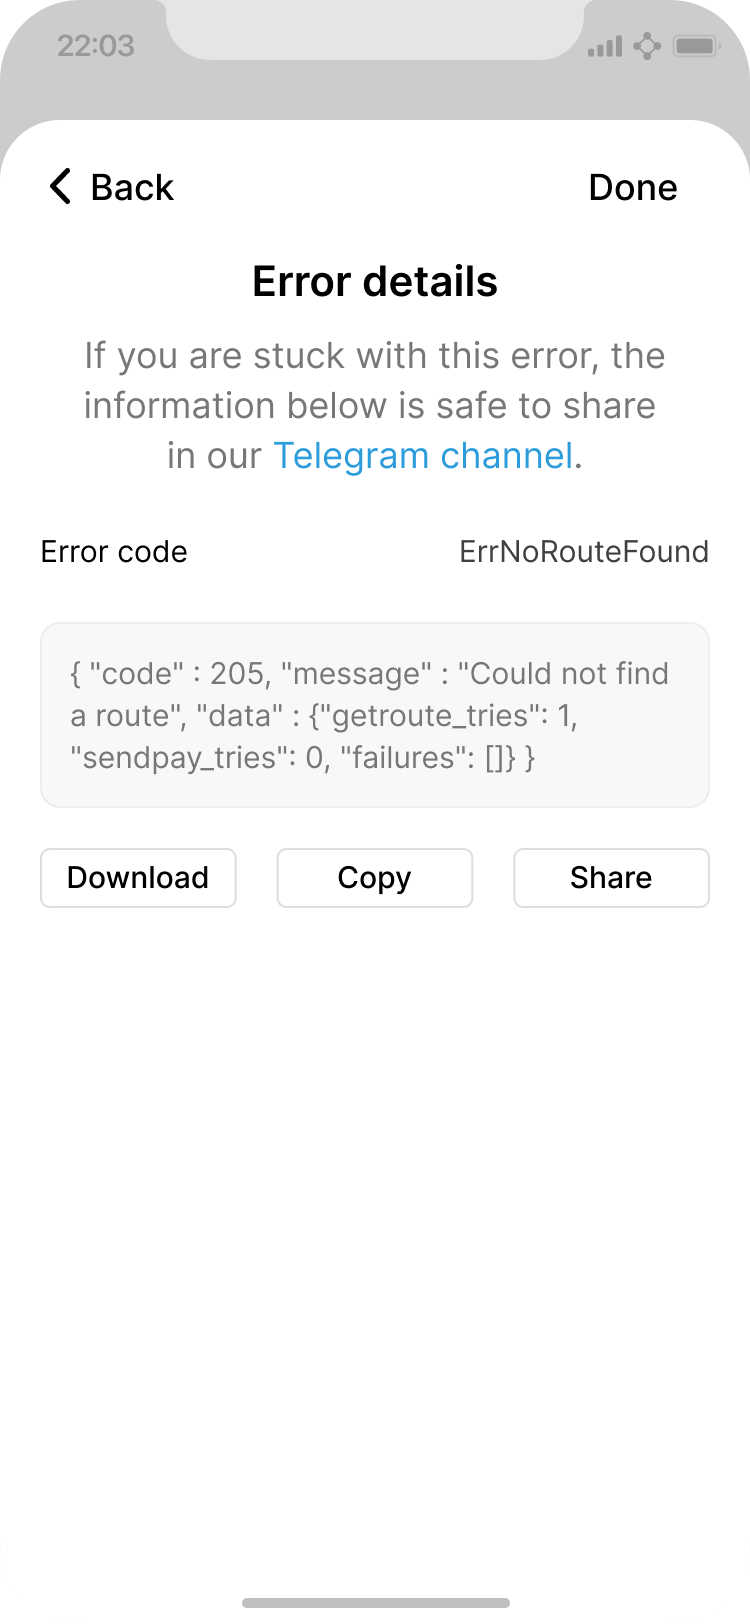 22:03
Back
Done
Error details
If you are stuck with this error, the
information below is safe to share
in our Telegram channel.
Error code
ErrNoRouteFound
{ "code" : 205, "message" : "Could not find
a route", "data" : {"getroute_tries": 1,
"sendpay_tries": 0, "failures": []} }
Download
Copy
Share